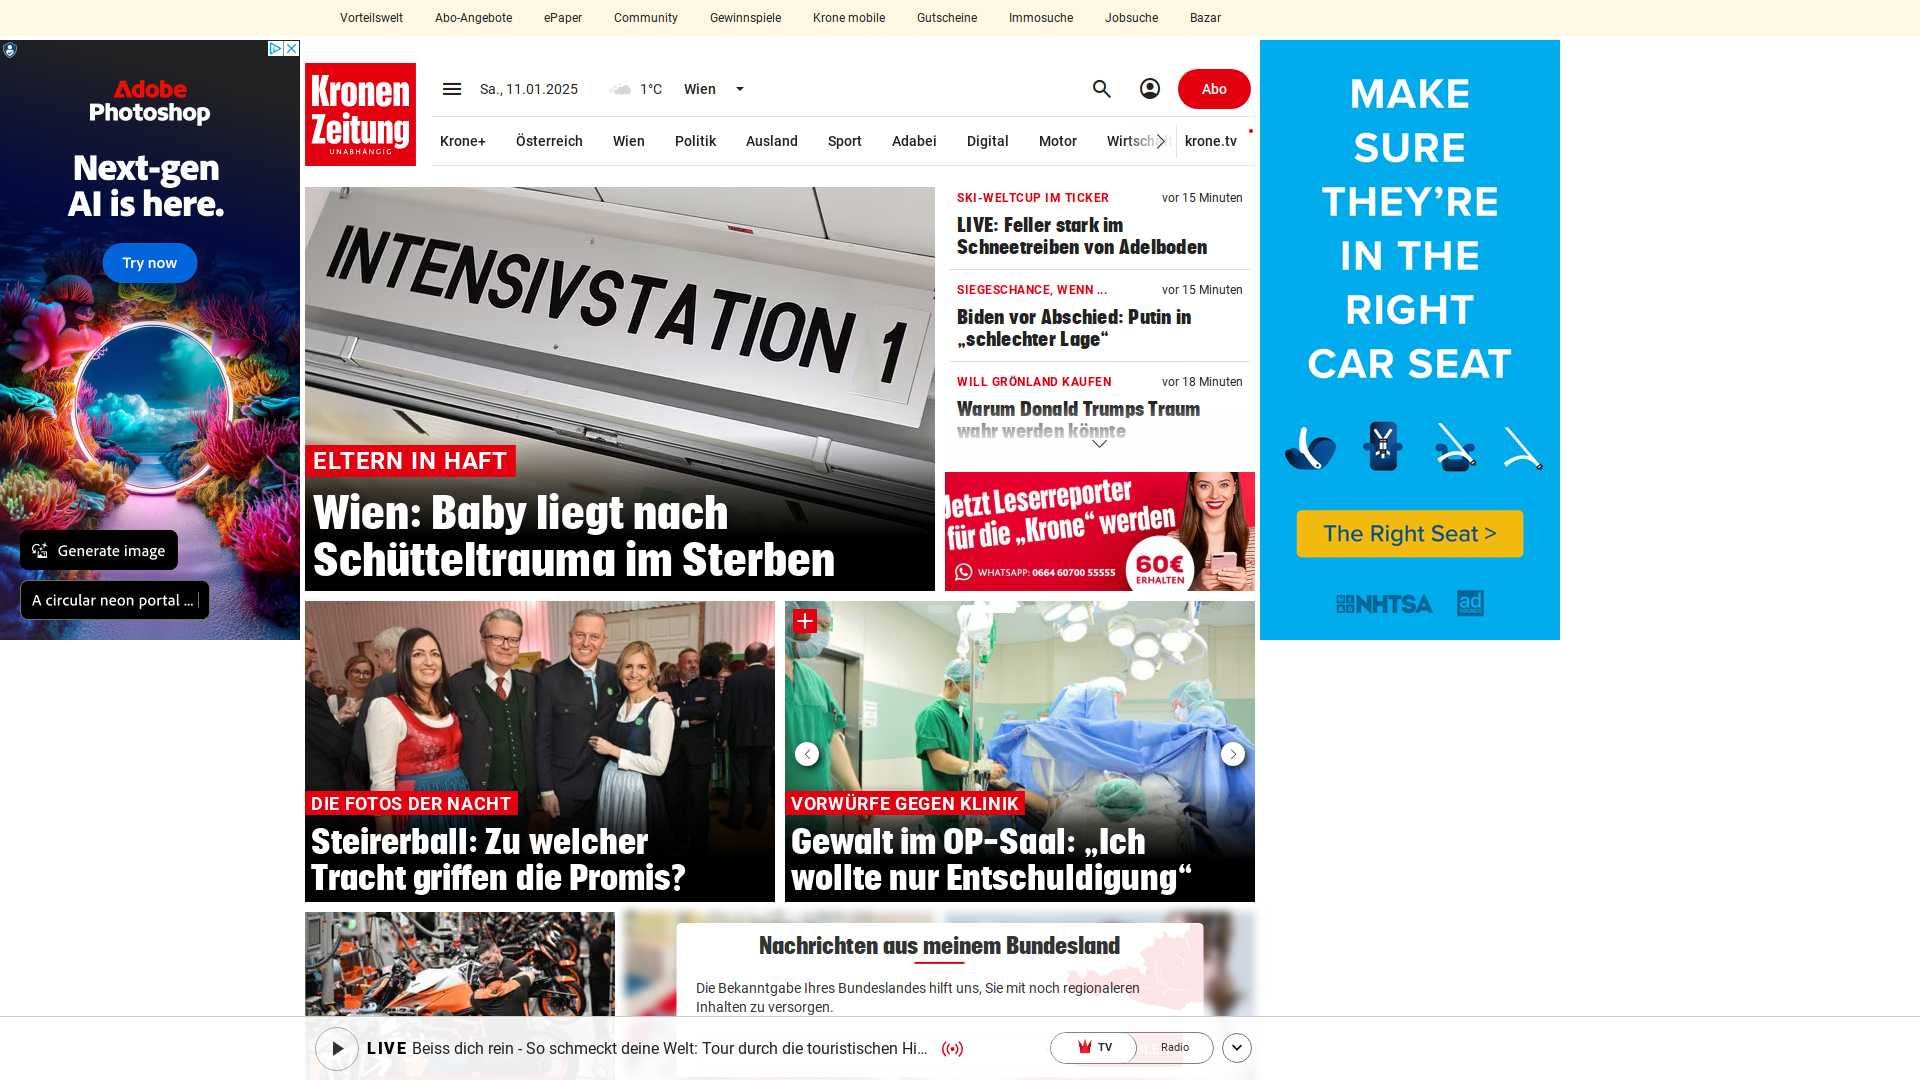 Vorteilswelt
Abo-Angebote
ePaper
Community
Gewinnspiele
Krone mobile
Gutscheine
Immosuche
Jobsuche
Bazar
Adobe
Photoshop
Next-gen
AI is here.
Try now
Generate image
A circular neon portal ...
Kronen
Zeitung
UNABHÄNGIG
Sa., 11.01.2025
1°C
Wien
Abo
Krone+
Österreich
Wien
Politik
Ausland
Sport
Adabei
Digital
Motor
Wirtsch
krone.tv
INTENSIVSTATION 1
ELTERN IN HAFT
Wien: Baby liegt nach
Schütteltrauma im Sterben
SKI-WELTCUP IM TICKER
vor 15 Minuten
LIVE: Feller stark im
Schneetreiben von Adelboden
SIEGESCHANCE, WENN ...
vor 15 Minuten
Biden vor Abschied: Putin in
„schlechter Lage“
WILL GRÖNLAND KAUFEN
vor 18 Minuten
Warum Donald Trumps Traum
wahr werden könnte
Jetzt Leserreporter
für die „Krone“ werden
WHATSAPP: 0664 60700 55555
60€
ERHALTEN
MAKE
SURE
THEY’RE
IN THE
RIGHT
CAR SEAT
The Right Seat >
NHTSA
ad
DIE FOTOS DER NACHT
Steirerball: Zu welcher
Tracht griffen die Promis?
VORWÜRFE GEGEN KLINIK
Gewalt im OP-Saal: „Ich
wollte nur Entschuldigung“
Nachrichten aus meinem Bundesland
Die Bekanntgabe Ihres Bundeslandes hilft uns, Sie mit noch regionaleren
Inhalten zu versorgen.
LIVE Beiss dich rein - So schmeckt deine Welt: Tour durch die touristischen Hi...
TV
Radio